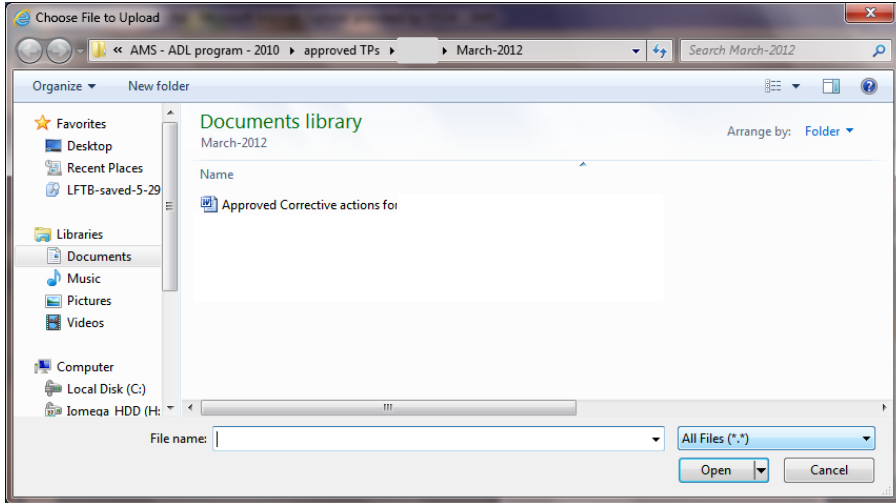 Choose File to Upload
« AMS - ADL program - 2010 ▸ approved TPs ▸ ▸ March-2012
Search March-2012
Organize
New folder
Favorites
Desktop
Recent Places
LFTB-saved-5-29
Libraries
Documents
Music
Pictures
Videos
Computer
Local Disk (C:)
Iomega HDD (H:
Documents library
March-2012
Arrange by: Folder
Name
Approved Corrective actions for
File name:
All Files (*.*)
Open
Cancel